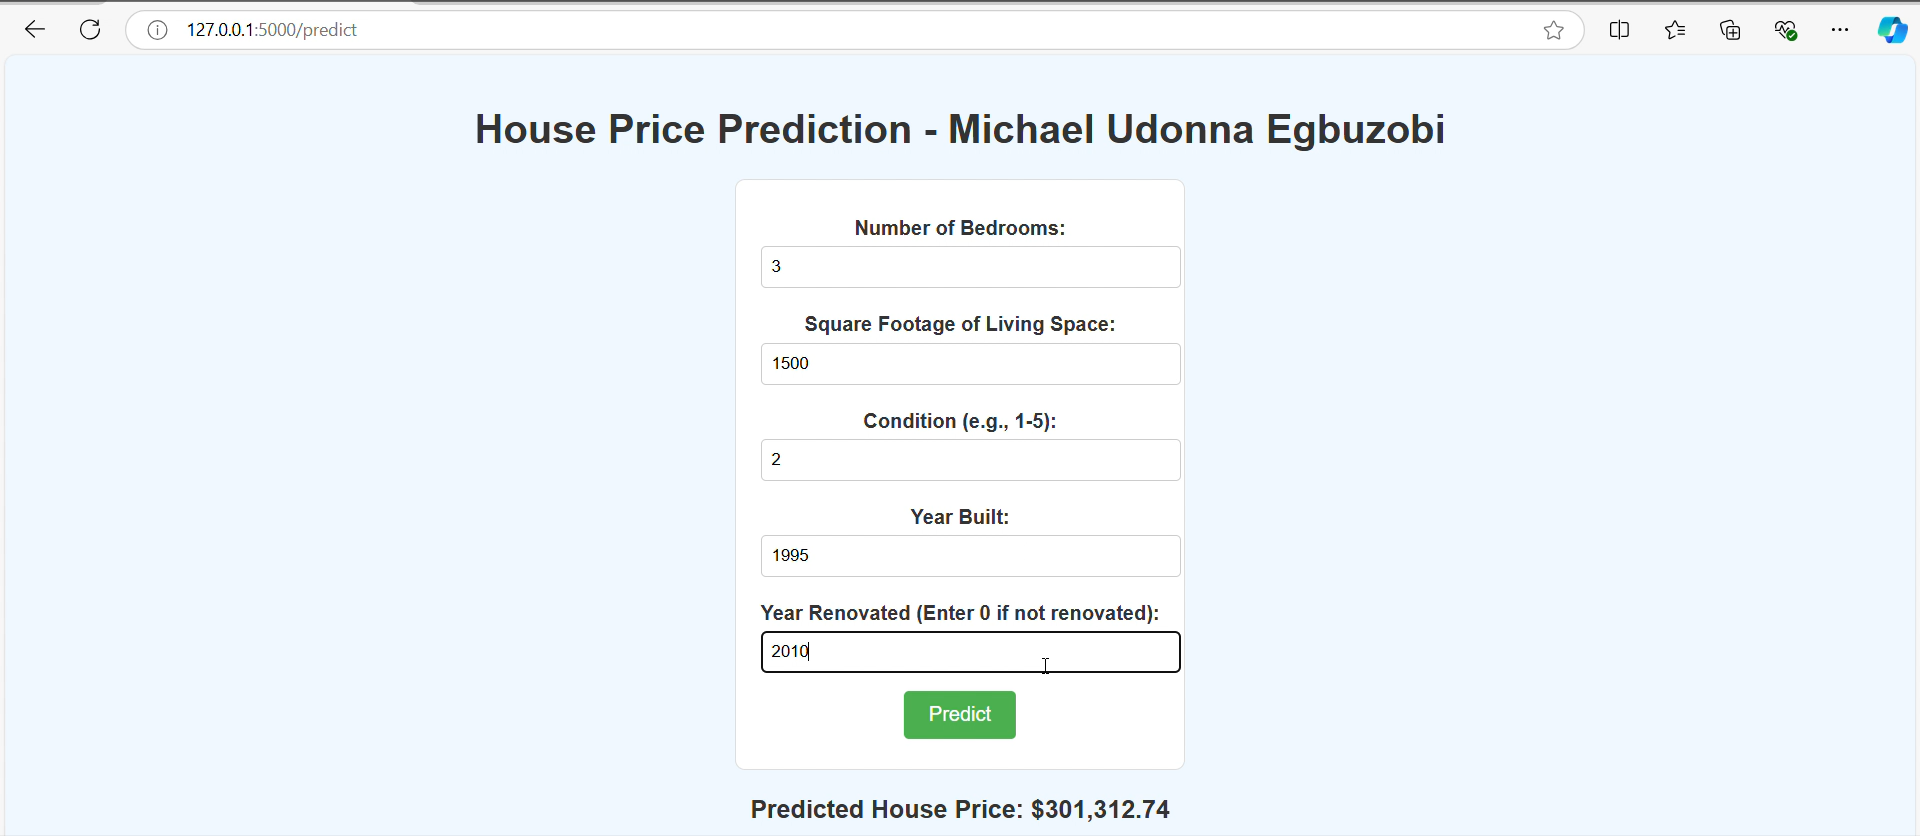 127.0.0.1:5000/predict
House Price Prediction - Michael Udonna Egbuzobi
Number of Bedrooms:
3
Square Footage of Living Space:
1500
Condition (e.g., 1-5):
2
Year Built:
1995
Year Renovated (Enter 0 if not renovated):
2010
Predict
Predicted House Price: $301,312.74